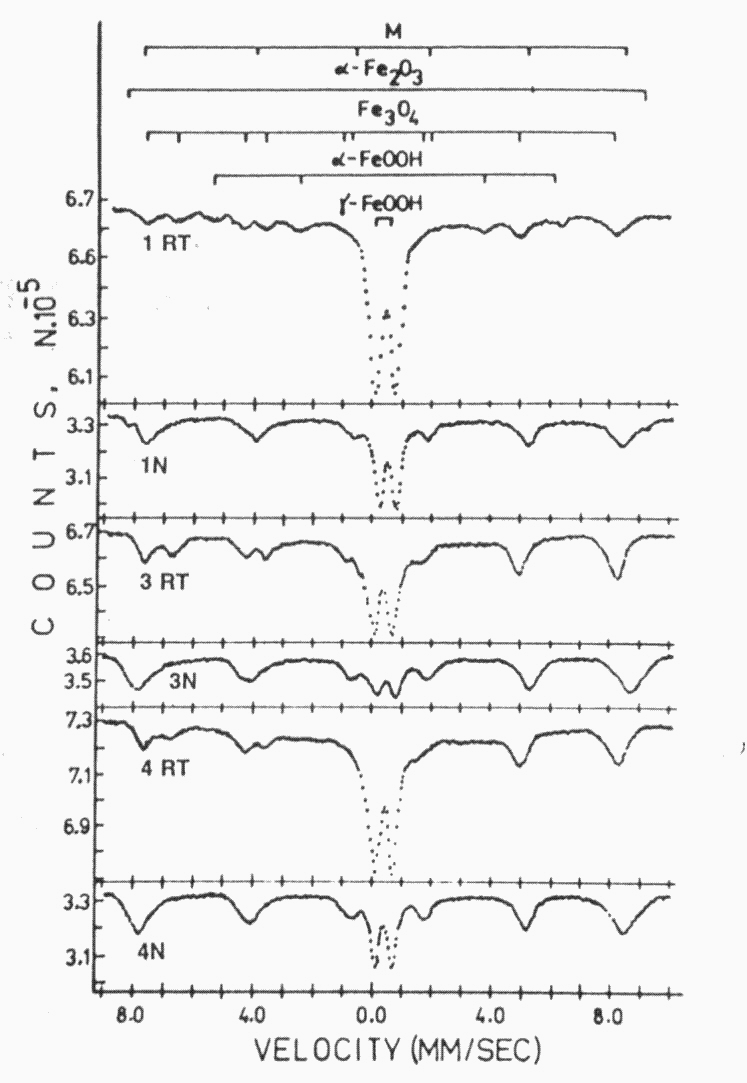 M
α-Fe2O3
Fe3O4
α-FeOOH
γ-FeOOH
6.7
1 RT
6.6
6.3
6.1
3.3
1N
3.1
6.7
3 RT
6.5
3.6
3N
3.5
7.3
4 RT
7.1
6.9
3.3
4N
3.1
COUNTS, N.10-5
8.0 4.0 0.0 4.0 8.0
VELOCITY (MM/SEC)